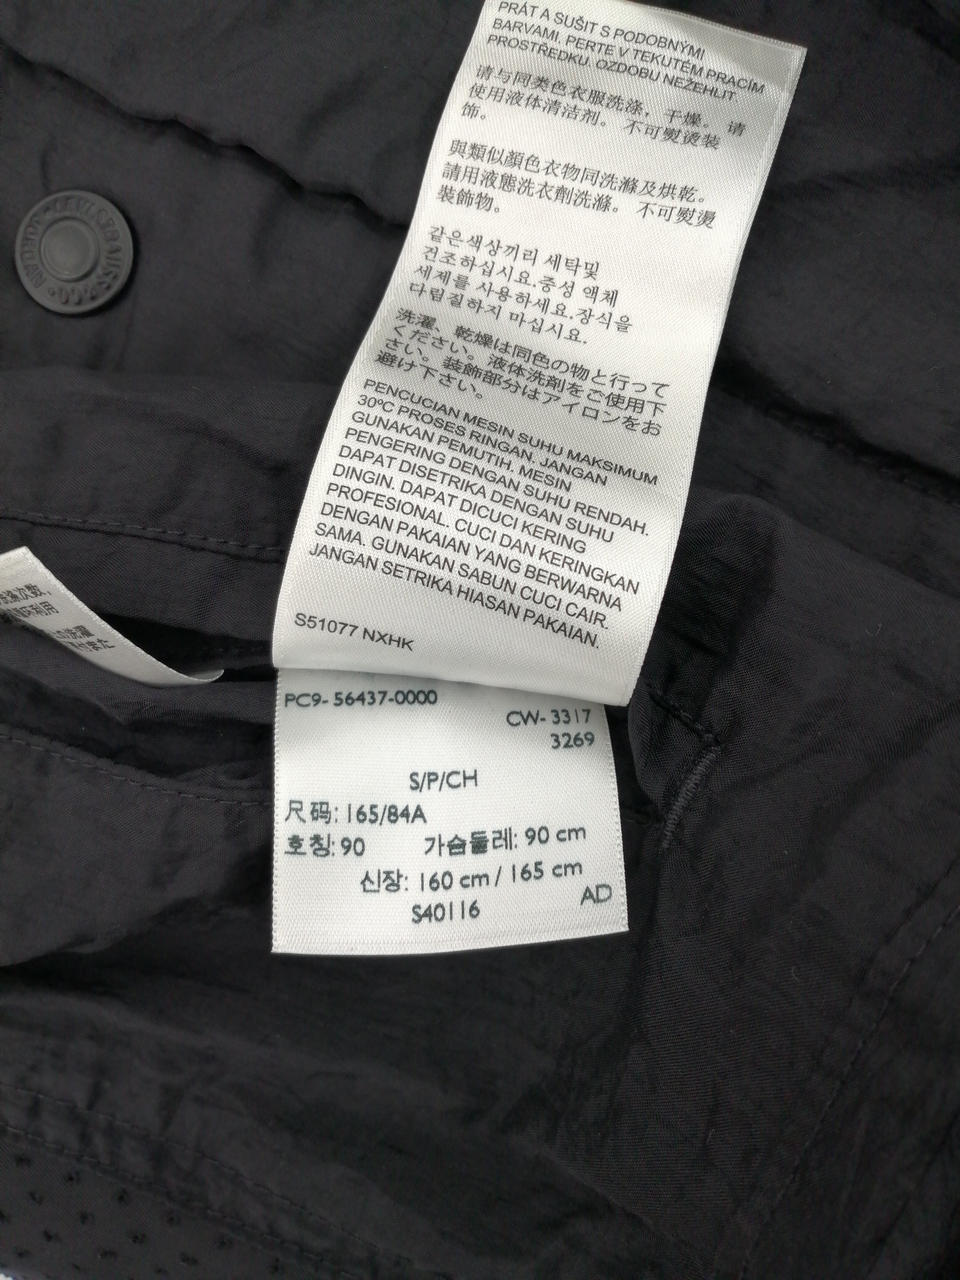 PRÁT A SUŠIT S PODOBNÝMI
BARVAMI. PERTE V TEKUTÉM PRACÍM
PROSTŘEDKU. OZDOBU NEŽEHLIT
请与同类色衣服洗涤，干燥。 请
使用液体清洁剂。 不可熨烫装
饰。
與類似顏色衣物同洗滌及烘乾。
請用液態洗衣劑洗滌。 不可熨燙
裝飾物。
같은색상끼리 세탁및
건조하십시요.중성 액체
세제를 사용하세요.장식을
다림질하지 마십시요.
洗濯、乾燥は同色の物と行って
ください。液体洗剤をご使用下
さい。装飾部分はアイロンをお
避け下さい。
PENCUCIAN MESIN SUHU MAKSIMUM
30ºC PROSES RINGAN, JANGAN
GUNAKAN PEMUTIH. MESIN
PENGERING DENGAN SUHU RENDAH.
DAPAT DISETRIKA DENGAN SUHU
DINGIN. DAPAT DICUCI KERING
PROFESIONAL. CUCI DAN KERINGKAN
DENGAN PAKAIAN YANG BERWARNA
SAMA. GUNAKAN SABUN CUCI CAIR.
JANGAN SETRIKA HIASAN PAKAIAN.
S51077 NXHK
PC9- 56437-0000
CW- 3317
3269
S/P/CH
尺码: 165/84A
호칭: 90 가슴둘레: 90 cm
신장: 160 cm / 165 cm
S40116 AD